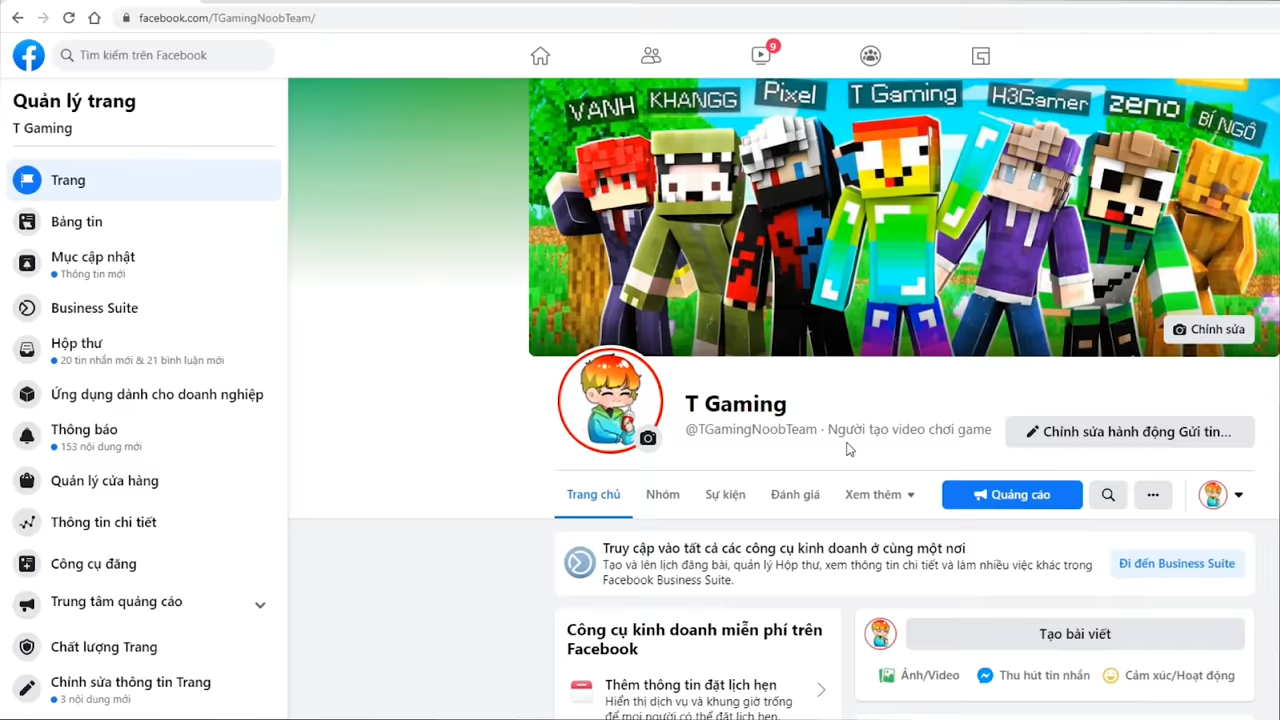 facebook.com/TGamingNoobTeam/
Tìm kiếm trên Facebook
9
Quản lý trang
T Gaming
Trang
Bảng tin
Mục cập nhật
Thông tin mới
Business Suite
Hộp thư
20 tin nhắn mới & 21 bình luận mới
Ứng dụng dành cho doanh nghiệp
Thông báo
153 nội dung mới
Quản lý cửa hàng
Thông tin chi tiết
Công cụ đăng
Trung tâm quảng cáo
Chất lượng Trang
Chỉnh sửa thông tin Trang
3 nội dung mới
VANH KHANGG Pixel T Gaming H3Gamer zeno BÍ NGÔ
Chỉnh sửa
T Gaming
@TGamingNoobTeam · Người tạo video chơi game
Chỉnh sửa hành động Gửi tin...
Trang chủ Nhóm Sự kiện Đánh giá Xem thêm
Quảng cáo
Truy cập vào tất cả các công cụ kinh doanh ở cùng một nơi
Tạo và lên lịch đăng bài, quản lý Hộp thư, xem thông tin chi tiết và làm nhiều việc khác trong
Facebook Business Suite.
Đi đến Business Suite
Công cụ kinh doanh miễn phí trên
Facebook
Thêm thông tin đặt lịch hẹn
Hiển thị dịch vụ và khung giờ trống
để mọi người có thể đặt lịch hẹn.
Tạo bài viết
Ảnh/Video Thu hút tin nhắn Cảm xúc/Hoạt động